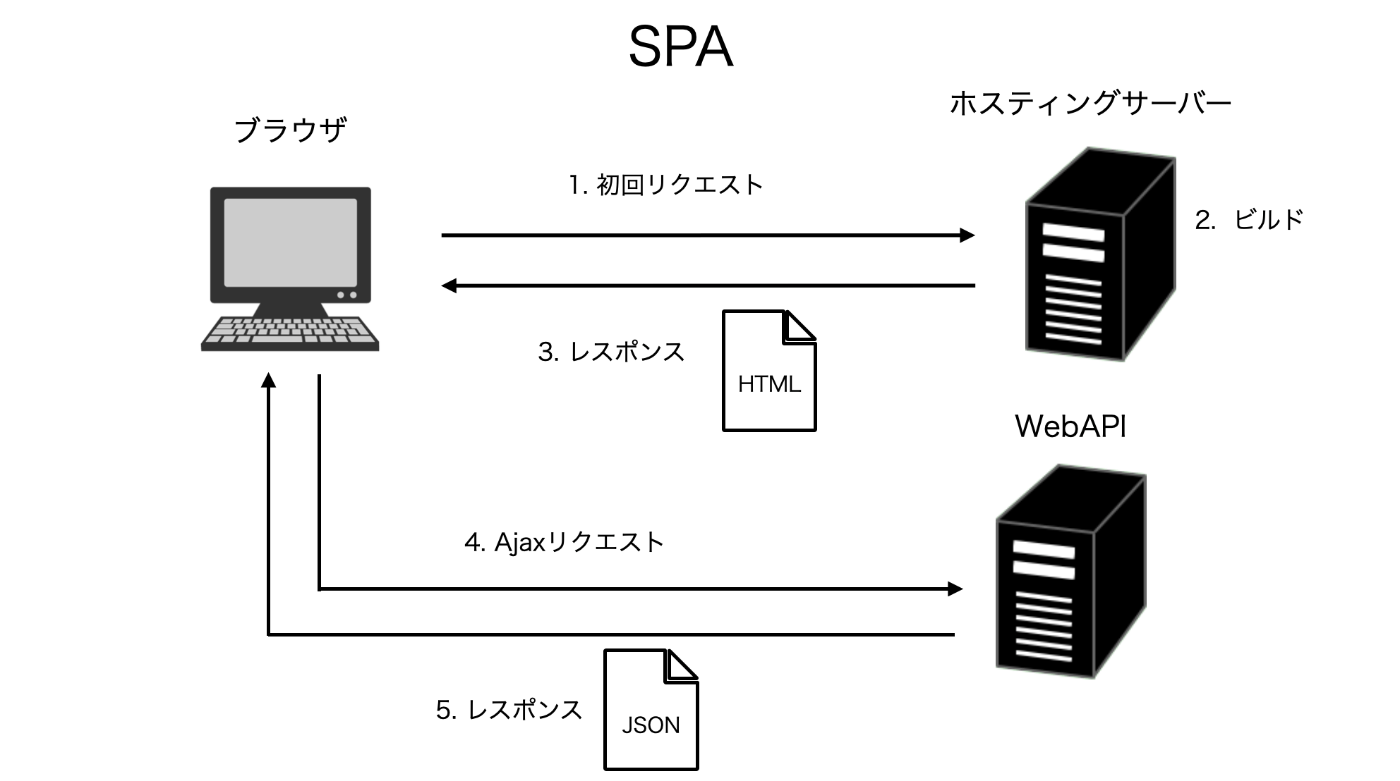 SPA
ブラウザ
ホスティングサーバー
1. 初回リクエスト
2. ビルド
3. レスポンス
HTML
WebAPI
4. Ajaxリクエスト
5. レスポンス
JSON